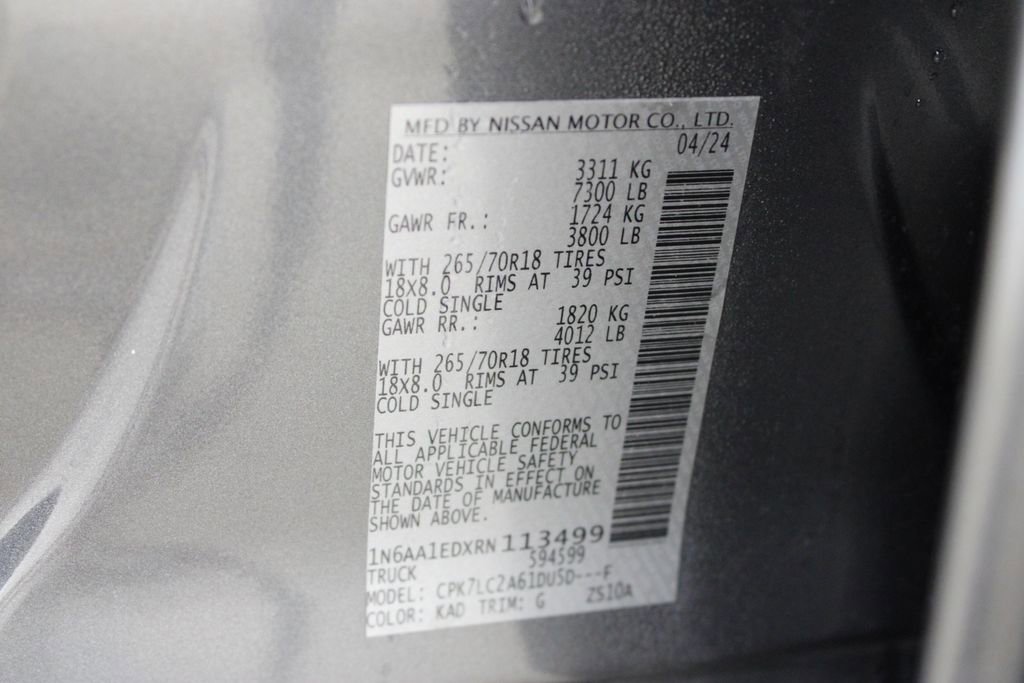 MFD BY NISSAN MOTOR CO., LTD.
DATE: 04/24
GVWR: 3311 KG
7300 LB
GAWR FR.: 1724 KG
3800 LB
WITH 265/70R18 TIRES
18X8.0 RIMS AT 39 PSI
COLD SINGLE
GAWR RR.: 1820 KG
4012 LB
WITH 265/70R18 TIRES
18X8.0 RIMS AT 39 PSI
COLD SINGLE
THIS VEHICLE CONFORMS TO
ALL APPLICABLE FEDERAL
MOTOR VEHICLE SAFETY
STANDARDS IN EFFECT ON
THE DATE OF MANUFACTURE
SHOWN ABOVE.
1N6AA1EDXRN113499
TRUCK 594599
MODEL: CPK7LC2A61DU5D---F
COLOR: KAD TRIM: G ZS10A